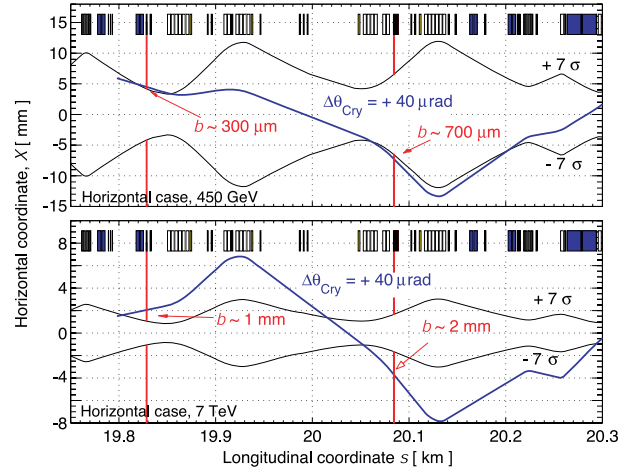 15
10
5
0
-5
-10
-15
+ 7 σ
ΔθCry = + 40 μrad
b ~ 300 μm
b ~ 700 μm
- 7 σ
Horizontal case, 450 GeV
Horizontal coordinate, X [ mm ]
8
4
0
-4
-8
ΔθCry = + 40 μrad
+ 7 σ
b ~ 1 mm
b ~ 2 mm
- 7 σ
Horizontal case, 7 TeV
19.8 19.9 20 20.1 20.2 20.3
Longitudinal coordinate s [ km ]